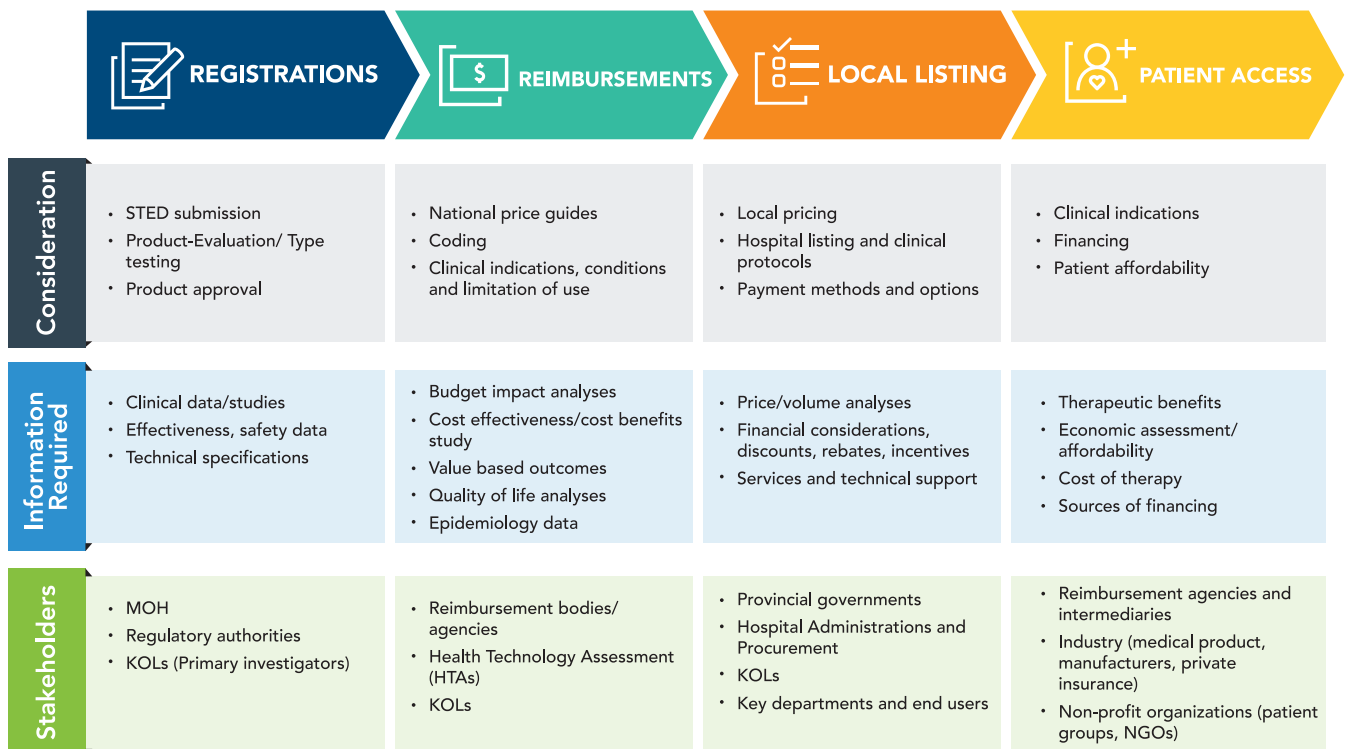 REGISTRATIONS
REIMBURSEMENTS
LOCAL LISTING
PATIENT ACCESS
Consideration
• STED submission
• Product-Evaluation/ Type
testing
• Product approval
• National price guides
• Coding
• Clinical indications, conditions
and limitation of use
• Local pricing
• Hospital listing and clinical
protocols
• Payment methods and options
• Clinical indications
• Financing
• Patient affordability
Information
Required
• Clinical data/studies
• Effectiveness, safety data
• Technical specifications
• Budget impact analyses
• Cost effectiveness/cost benefits
study
• Value based outcomes
• Quality of life analyses
• Epidemiology data
• Price/volume analyses
• Financial considerations,
discounts, rebates, incentives
• Services and technical support
• Therapeutic benefits
• Economic assessment/
affordability
• Cost of therapy
• Sources of financing
Stakeholders
• MOH
• Regulatory authorities
• KOLs (Primary investigators)
• Reimbursement bodies/
agencies
• Health Technology Assessment
(HTAs)
• KOLs
• Provincial governments
• Hospital Administrations and
Procurement
• KOLs
• Key departments and end users
• Reimbursement agencies and
intermediaries
• Industry (medical product,
manufacturers, private
insurance)
• Non-profit organizations (patient
groups, NGOs)